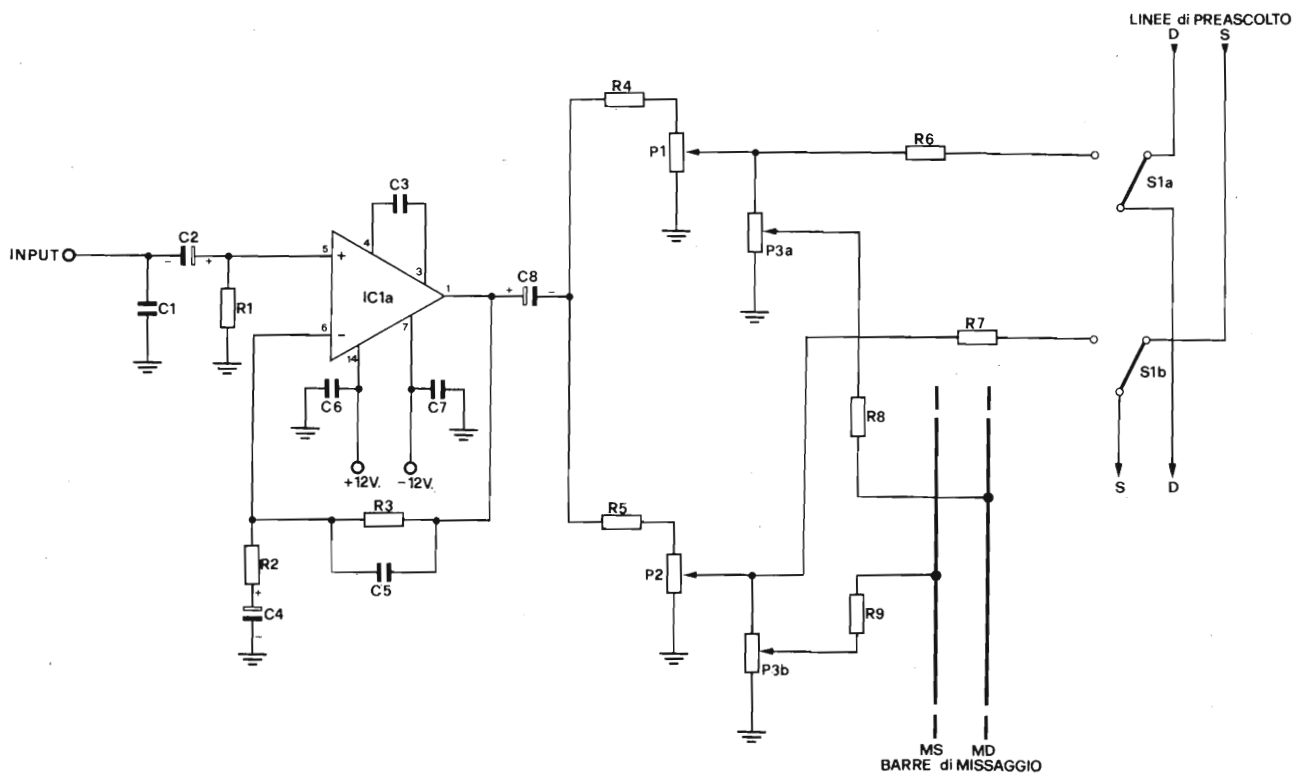 LINEE di PREASCOLTO
D S
R4
P1
R6
S1a
C3
4
3
P3a
INPUT
C2
- +
5
+
IC1a
1
+ C8 -
C1
R1
6
-
7
14
R7
S1b
C6
C7
R8
+12V. -12V.
S D
R3
R5
R2
C5
P2
+
C4
-
R9
P3b
MS MD
BARRE di MISSAGGIO